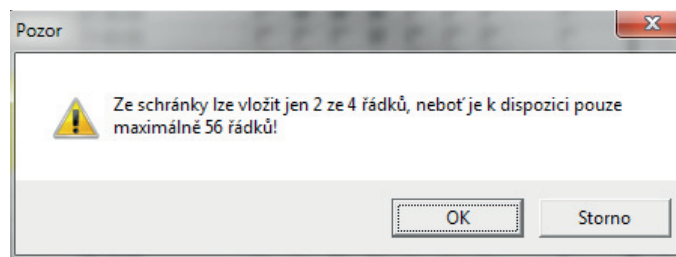 Pozor
Ze schránky lze vložit jen 2 ze 4 řádků, neboť je k dispozici pouze
maximálně 56 řádků!
OK
Storno